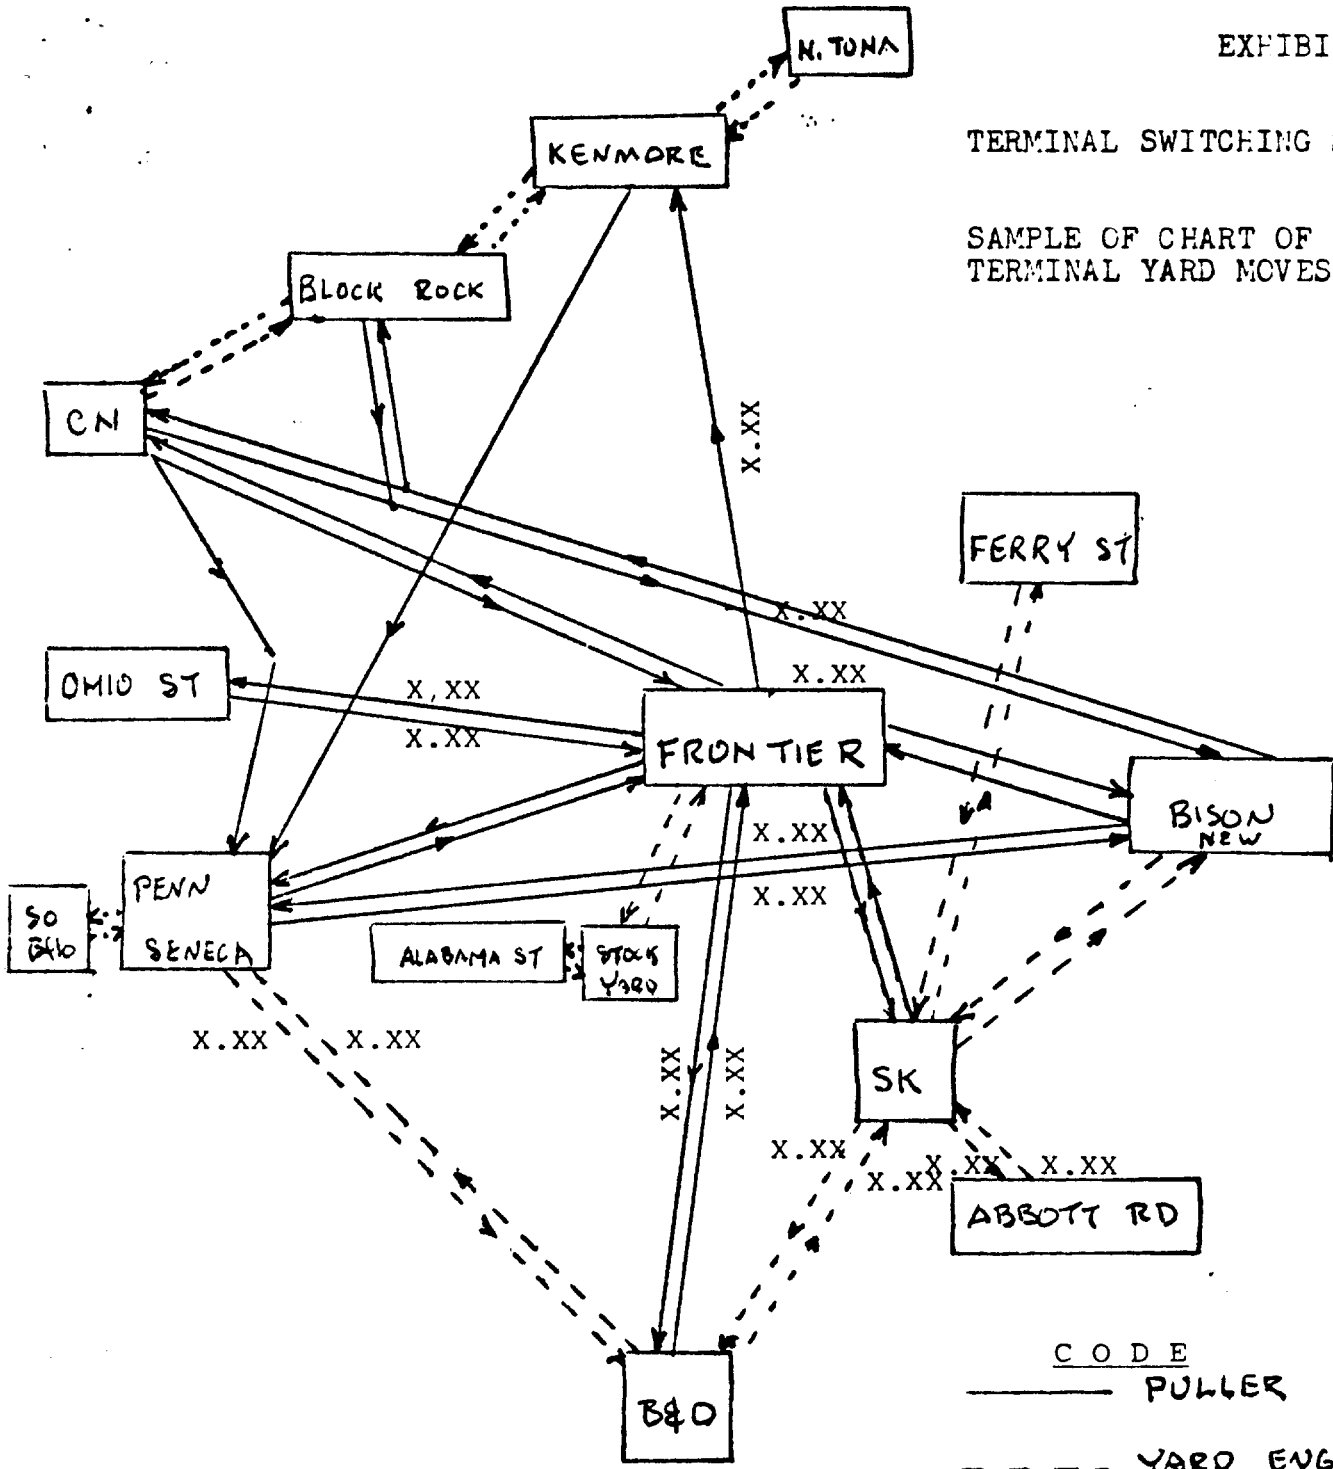 N. TONA
EXHIBI
KENMORE
TERMINAL SWITCHING
SAMPLE OF CHART OF
TERMINAL YARD MOVES
BLOCK ROCK
CN
X.XX
FERRY ST
X.XX
OHIO ST
X.XX
X.XX
X.XX
FRONTIER
BISON
NEW
X.XX
X.XX
PENN
SENECA
SO
ALABAMA ST
STOCK
YARD
X.XX
X.XX
X.XX
X.XX
SK
X.XX
X.XX
X.XX
X.XX
ABBOTT RD
B&O
CODE
PULLER
YARD ENG